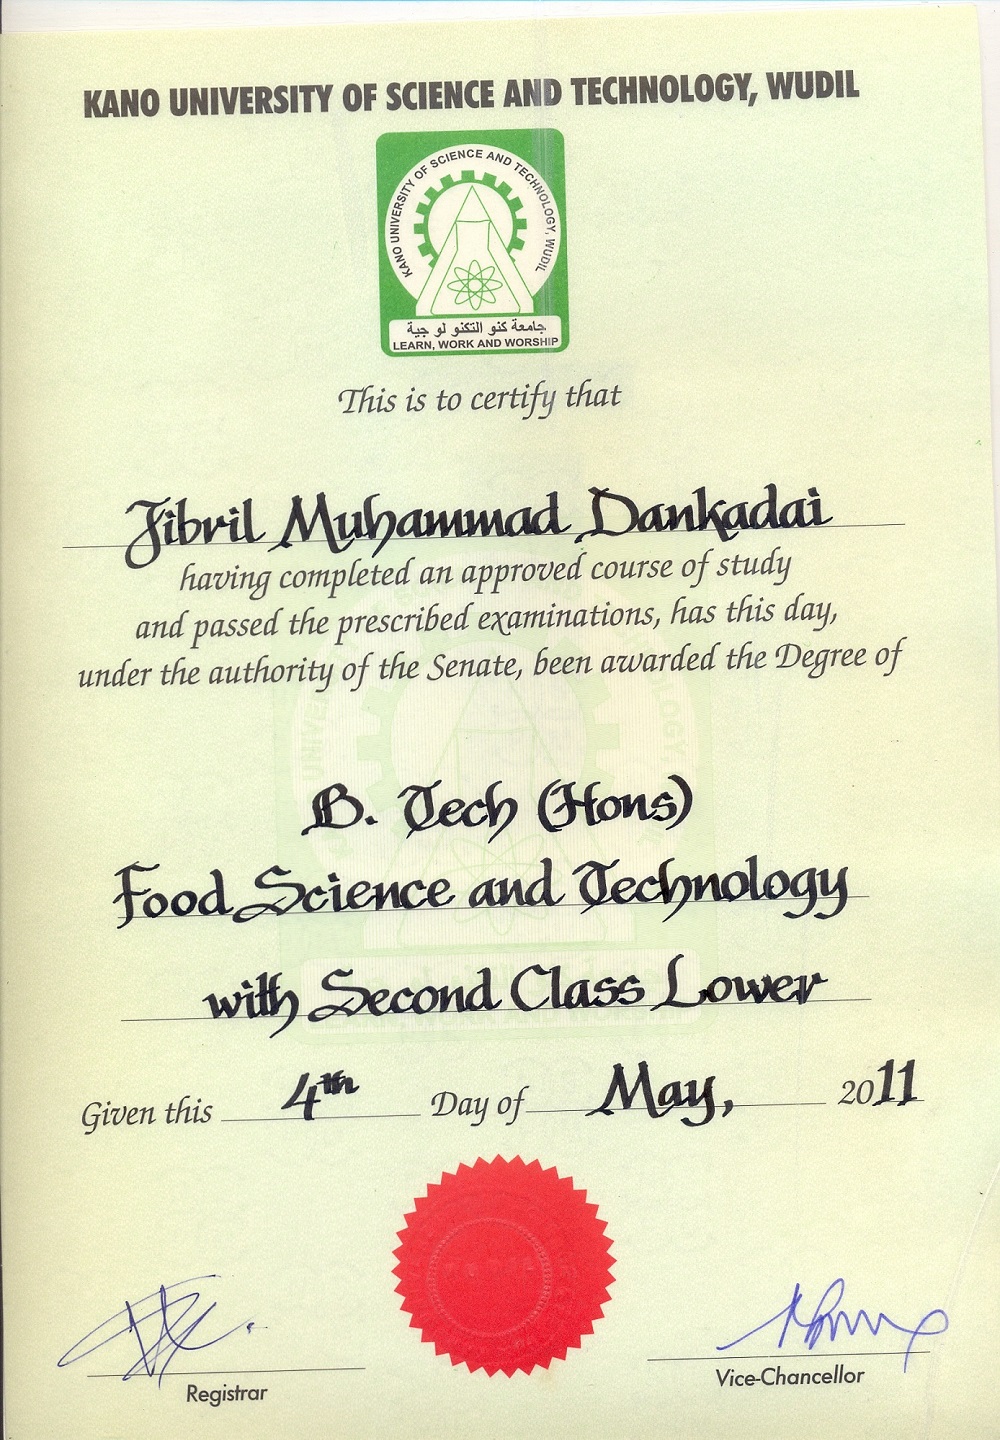 KANO UNIVERSITY OF SCIENCE AND TECHNOLOGY, WUDIL
KANO UNIVERSITY OF SCIENCE AND TECHNOLOGY, WUDIL
جامعة كنو التكنو لو جية
LEARN, WORK AND WORSHIP
This is to certify that
Jibril Muhammad Dankadai
having completed an approved course of study
and passed the prescribed examinations, has this day,
under the authority of the Senate, been awarded the Degree of
B. Tech (Hons)
Food Science and Technology
with Second Class Lower
Given this 4th Day of May, 2011
Registrar
Vice-Chancellor